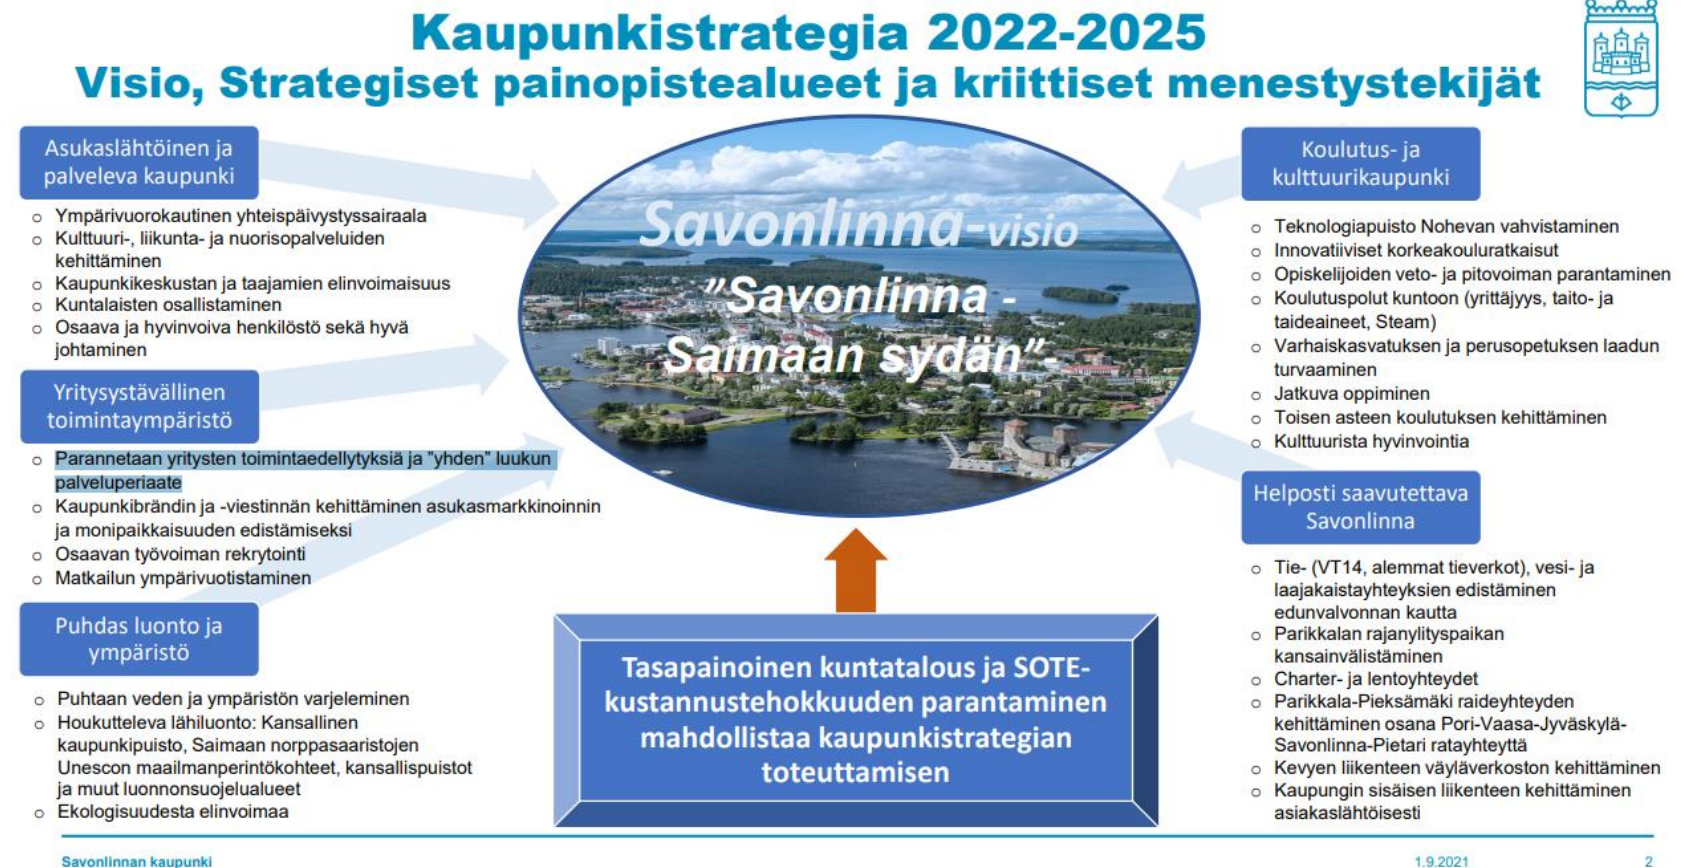 Kaupunkistrategia 2022-2025
Visio, Strategiset painopistealueet ja kriittiset menestystekijät
Asukaslähtöinen ja
palveleva kaupunki
o Ympärivuorokautinen yhteispäivystyssairaala
o Kulttuuri-, liikunta- ja nuorisopalveluiden
kehittäminen
o Kaupunkikeskustan ja taajamien elinvoimaisuus
o Kuntalaisten osallistaminen
o Osaava ja hyvinvoiva henkilöstö sekä hyvä
johtaminen
Yritysystävällinen
toimintaympäristö
o Parannetaan yritysten toimintaedellytyksiä ja ”yhden” luukun
palveluperiaate
o Kaupunkibrändin ja -viestinnän kehittäminen asukasmarkkinoinnin
ja monipaikkaisuuden edistämiseksi
o Osaavan työvoiman rekrytointi
o Matkailun ympärivuotistaminen
Puhdas luonto ja
ympäristö
o Puhtaan veden ja ympäristön varjeleminen
o Houkutteleva lähiluonto: Kansallinen
kaupunkipuisto, Saimaan norppasaaristojen
Unescon maailmanperintökohteet, kansallispuistot
ja muut luonnonsuojelualueet
o Ekologisuudesta elinvoimaa
Savonlinna-visio
”Savonlinna -
Saimaan sydän”-
Tasapainoinen kuntatalous ja SOTE-
kustannustehokkuuden parantaminen
mahdollistaa kaupunkistrategian
toteuttamisen
Koulutus- ja
kulttuurikaupunki
o Teknologiapuisto Nohevan vahvistaminen
o Innovatiiviset korkeakouluratkaisut
o Opiskelijoiden veto- ja pitovoiman parantaminen
o Koulutuspolut kuntoon (yrittäjyys, taito- ja
taideaineet, Steam)
o Varhaiskasvatuksen ja perusopetuksen laadun
turvaaminen
o Jatkuva oppiminen
o Toisen asteen koulutuksen kehittäminen
o Kulttuurista hyvinvointia
Helposti saavutettava
Savonlinna
o Tie- (VT14, alemmat tieverkot), vesi- ja
laajakaistayhteyksien edistäminen
edunvalvonnan kautta
o Parikkalan rajanylityspaikan
kansainvälistäminen
o Charter- ja lentoyhteydet
o Parikkala-Pieksämäki raideyhteyden
kehittäminen osana Pori-Vaasa-Jyväskylä-
Savonlinna-Pietari ratayhteyttä
o Kevyen liikenteen väyläverkoston kehittäminen
o Kaupungin sisäisen liikenteen kehittäminen
asiakaslähtöisesti
Savonlinnan kaupunki
1.9.2021
2